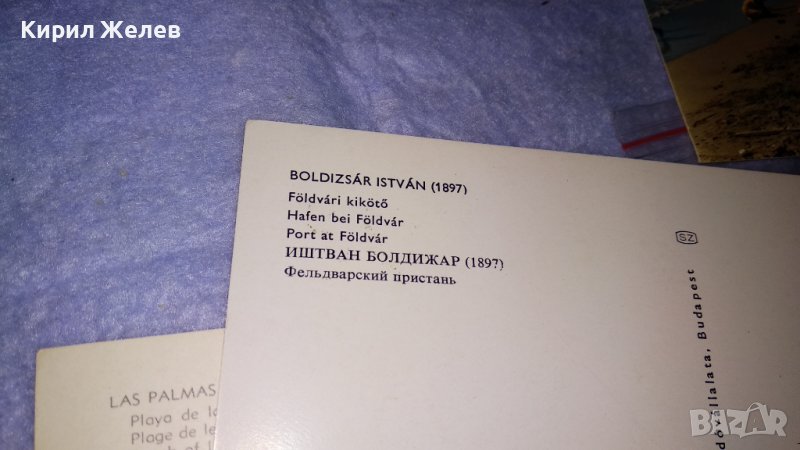 Кирил Желев
BOLDIZSÁR ISTVÁN (1897)
Földvári kikötő
Hafen bei Földvár
Port at Földvár
ИШТВАН БОЛДИЖАР (1897)
Фельдварский пристань
SZ
Budapest
LAS PALMAS
Playa de
Plage de
BAZAR